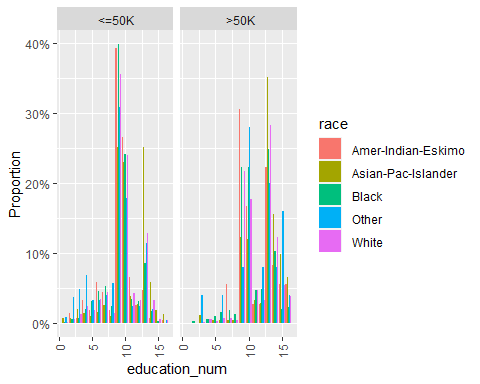 <=50K
>50K
40%
30%
20%
10%
0%
Proportion
0
5
10
15
0
5
10
15
education_num
race
Amer-Indian-Eskimo
Asian-Pac-Islander
Black
Other
White